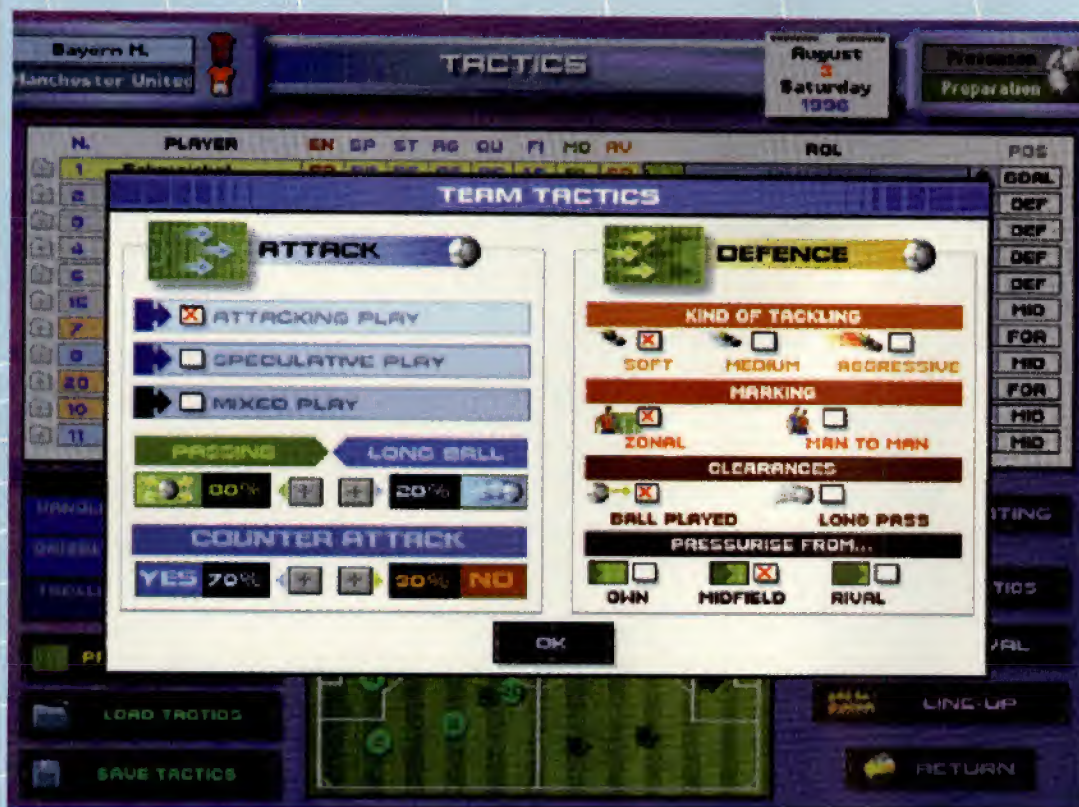 Bayern M.
Manchester United
TACTICS
August
3
Saturday
1996
Preseason
Preparation
N. PLAYER EN SP ST AG QU FI MO AV ROL POS
1 Schmeichel GOAL
2 DEF
3 DEF
4 DEF
5 DEF
16 MID
7 FOR
8 MID
20 FOR
10 MID
11 MID
TEAM TACTICS
ATTACK
ATTACKING PLAY
SPECULATIVE PLAY
MIXED PLAY
PASSING LONG BALL
80% 20%
COUNTER ATTACK
YES 70% 30% NO
DEFENCE
KIND OF TACKLING
SOFT MEDIUM AGGRESSIVE
MARKING
ZONAL MAN TO MAN
CLEARANCES
BALL PLAYED LONG PASS
PRESSURISE FROM...
OWN MIDFIELD RIVAL
OK
LOAD TACTICS
SAVE TACTICS
LINE-UP
RETURN